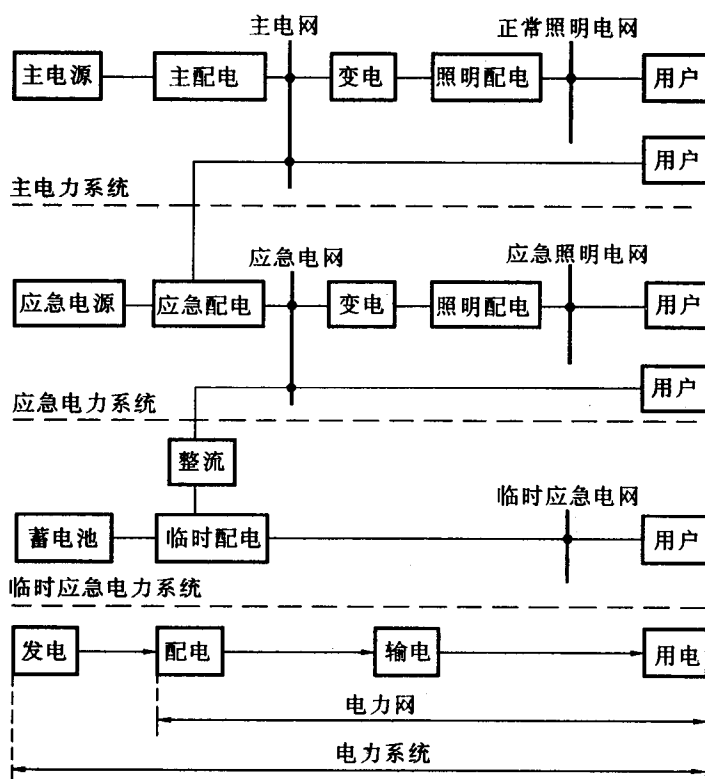 主电网
正常照明电网
主电源
主配电
变电
照明配电
用户
用户
主电力系统
应急电网
应急照明电网
应急电源
应急配电
变电
照明配电
用户
用户
应急电力系统
整流
临时应急电网
蓄电池
临时配电
用户
临时应急电力系统
发电
配电
输电
用电
电力网
电力系统